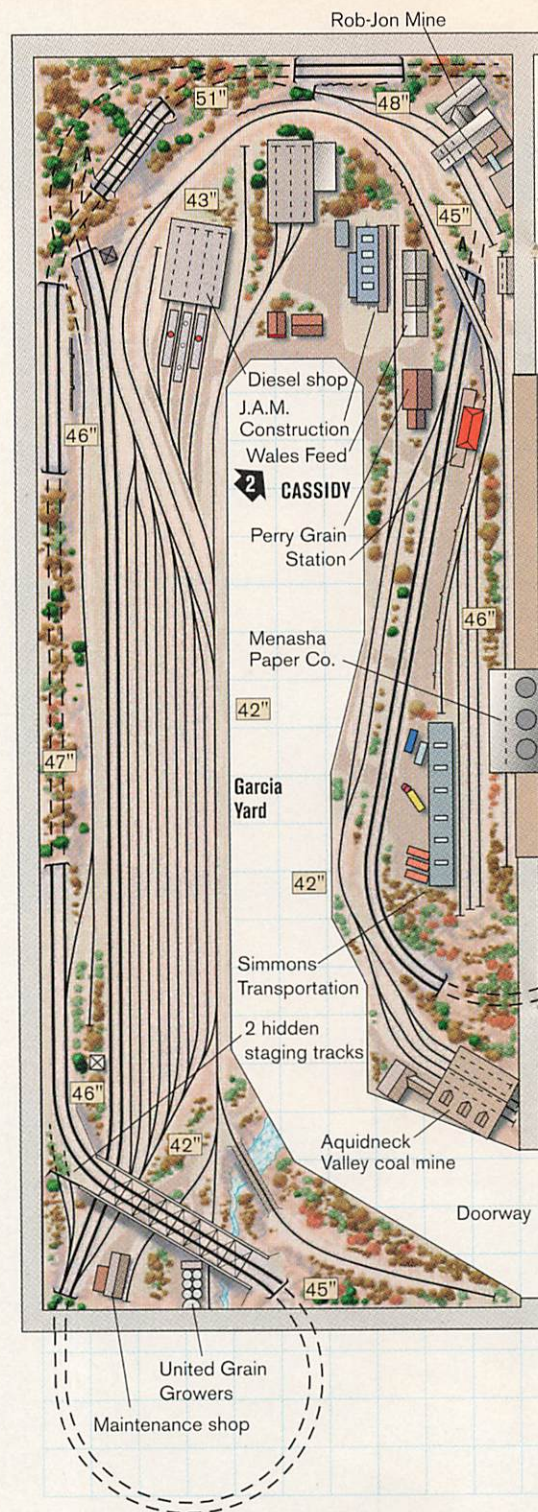 Rob-Jon Mine
51"
48"
A
43"
45"
A
46"
Diesel shop
J.A.M.
Construction
Wales Feed
2 CASSIDY
Perry Grain
Station
46"
Menasha
Paper Co.
42"
47"
Garcia
Yard
42"
Simmons
Transportation
2 hidden
staging tracks
46"
42"
Aquidneck
Valley coal mine
Doorway
45"
United Grain
Growers
Maintenance shop